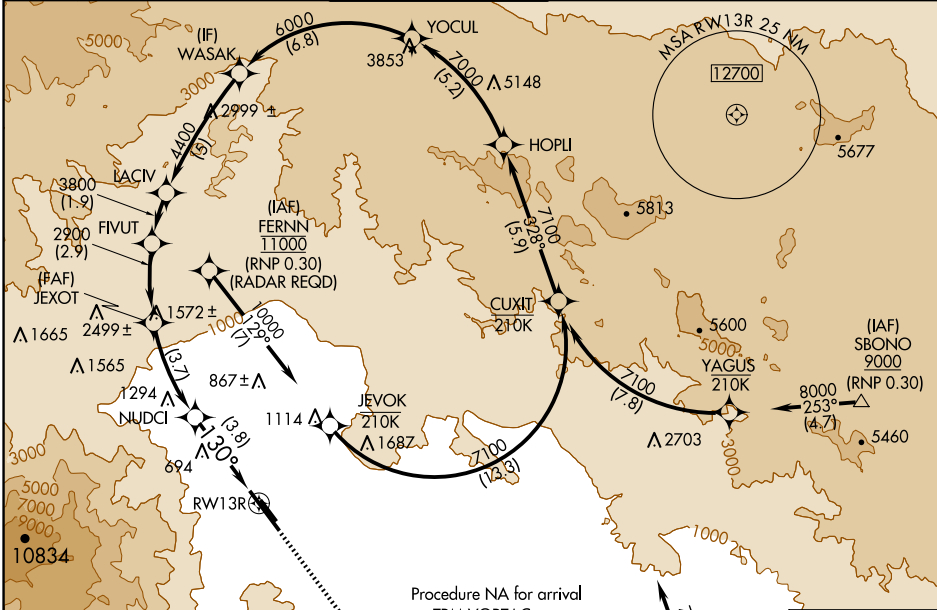 5000
(IF)
WASAK
6000
(6.8)
YOCUL
3853
7000
(5.2)
5148
MSA RW13R 25 NM
12700
5677
3000
2999 ±
4400
(5)
HOPLI
LACIV
3800
(1.9)
FIVUT
2900
(2.9)
(IAF)
FERNN
11000
(RNP 0.30)
(RADAR REQD)
7100
328°
(5.9)
5813
(FAF)
JEXOT
1572 ±
2499 ±
1665
1000
10000
129°
(7)
CUXIT
210K
5600
5000
(IAF)
SBONO
9000
(RNP 0.30)
YAGUS
210K
7100
(7.8)
8000
253°
(4.7)
1565
(3.7)
867 ±
1294
NUDCI
JEVOK
210K
1114
1687
2703
5460
3000
(3.8)
130°
694
7100
(13.3)
3000
5000
7000
9000
10834
RW13R
1000
Procedure NA for arrival